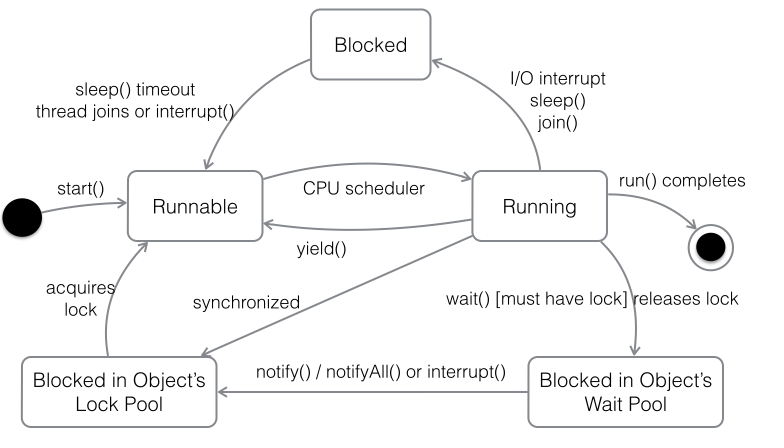 Blocked
I/O interrupt
sleep()
join()
sleep() timeout
thread joins or interrupt()
start()
Runnable
CPU scheduler
Running
run() completes
yield()
acquires
lock
synchronized
wait() [must have lock] releases lock
Blocked in Object's
Lock Pool
notify() / notifyAll() or interrupt()
Blocked in Object's
Wait Pool